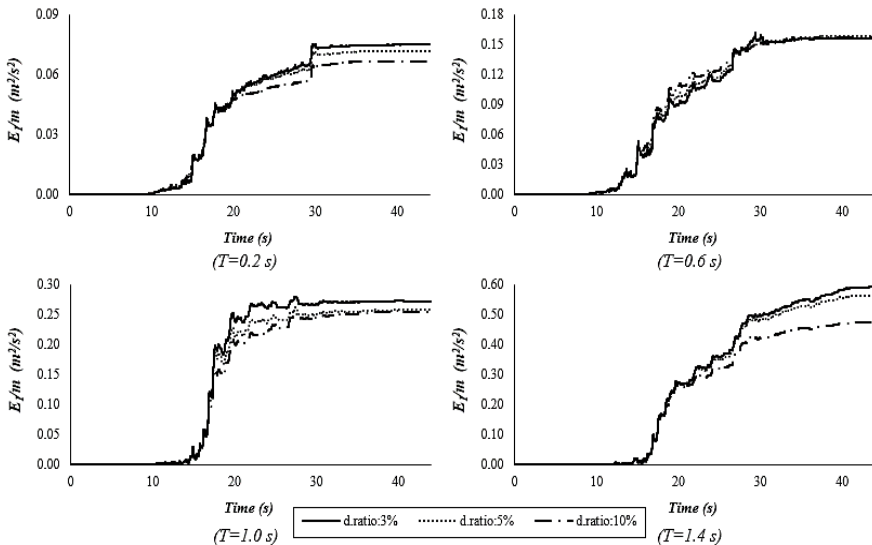 0.09
0.06
0.03
0.00
E_I/m (m²/s²)
0 10 20 30 40
Time (s)
(T=0.2 s)
0.18
0.15
0.12
0.09
0.06
0.03
0.00
E_I/m (m²/s²)
0 10 20 30 40
Time (s)
(T=0.6 s)
0.30
0.25
0.20
0.15
0.10
0.05
0.00
E_I/m (m²/s²)
0 10 20 30 40
Time (s)
(T=1.0 s)
0.60
0.50
0.40
0.30
0.20
0.10
0.00
E_I/m (m²/s²)
0 10 20 30 40
Time (s)
(T=1.4 s)
d.ratio:3% d.ratio:5% d.ratio:10%